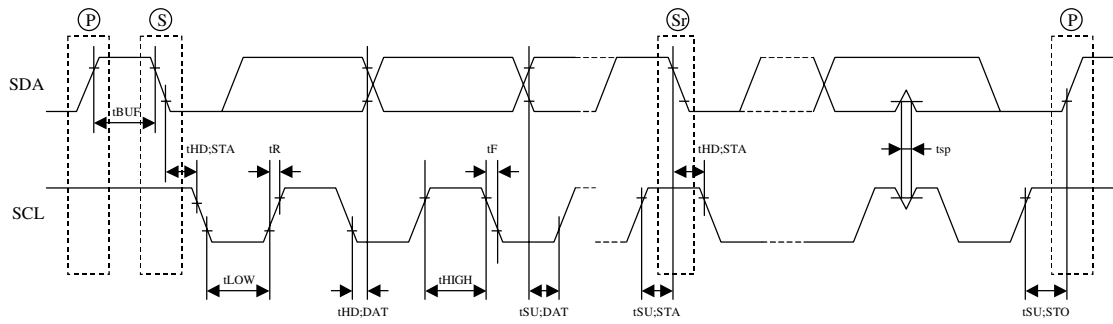 P
S
Sr
P
SDA
tBUF
tHD;STA
tR
tF
tHD;STA
tsp
SCL
tLOW
tHD;DAT
tHIGH
tSU;DAT
tSU;STA
tSU;STO